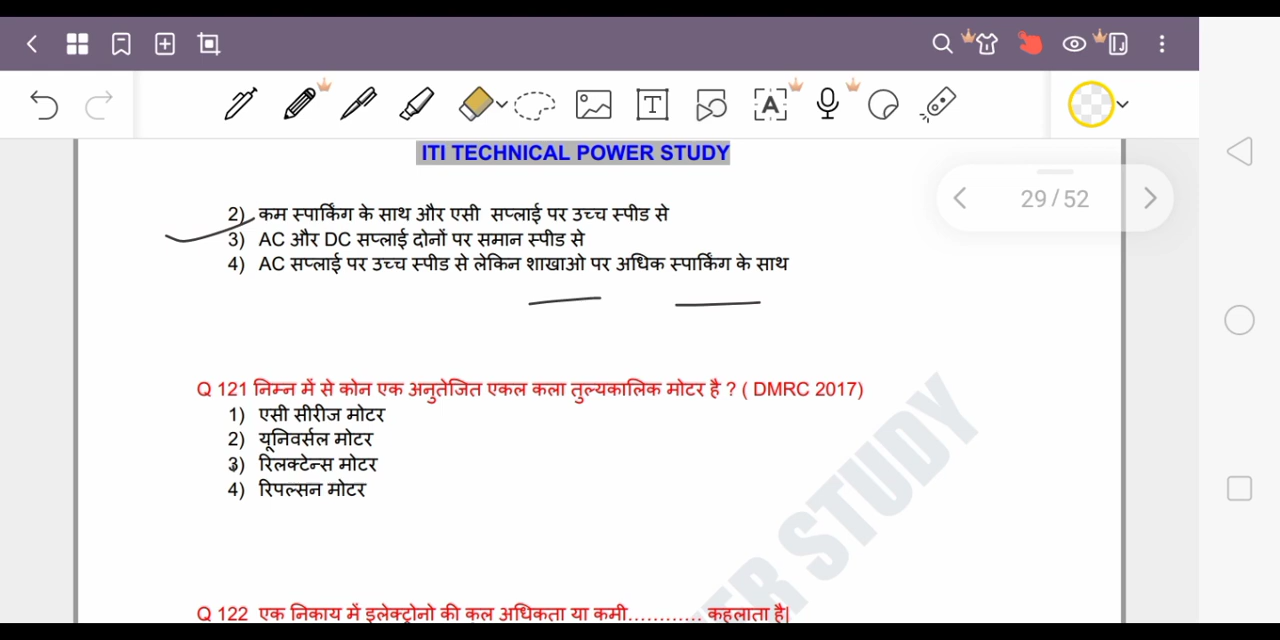 29/52
ITI TECHNICAL POWER STUDY
2) कम स्पार्किंग के साथ और एसी सप्लाई पर उच्च स्पीड से
3) AC और DC सप्लाई दोनों पर समान स्पीड से
4) AC सप्लाई पर उच्च स्पीड से लेकिन शाखाओ पर अधिक स्पार्किंग के साथ
Q 121 निम्न में से कोन एक अनुतेजित एकल कला तुल्यकालिक मोटर है ? ( DMRC 2017)
1) एसी सीरीज मोटर
2) यूनिवर्सल मोटर
3) रिलक्टेन्स मोटर
4) रिपल्सन मोटर
STUDY
Q 122 एक निकाय में इलेक्ट्रोनो की कल अधिकता या कमी............ कहलाता है|